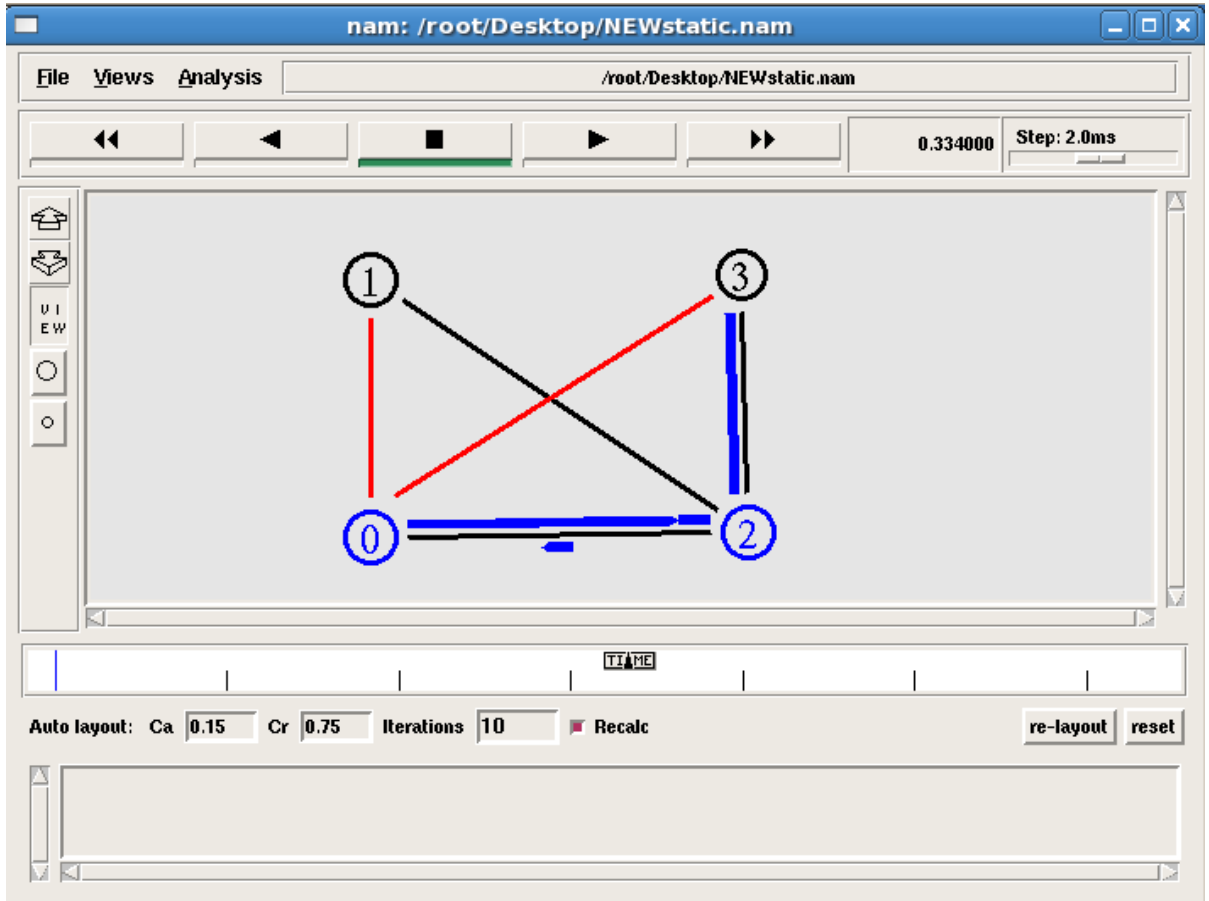 nam: /root/Desktop/NEWstatic.nam
File Views Analysis /root/Desktop/NEWstatic.nam
0.334000 Step: 2.0ms
V I
E W
1 3
0 2
TIME
Auto layout: Ca 0.15 Cr 0.75 Iterations 10 Recalc re-layout reset